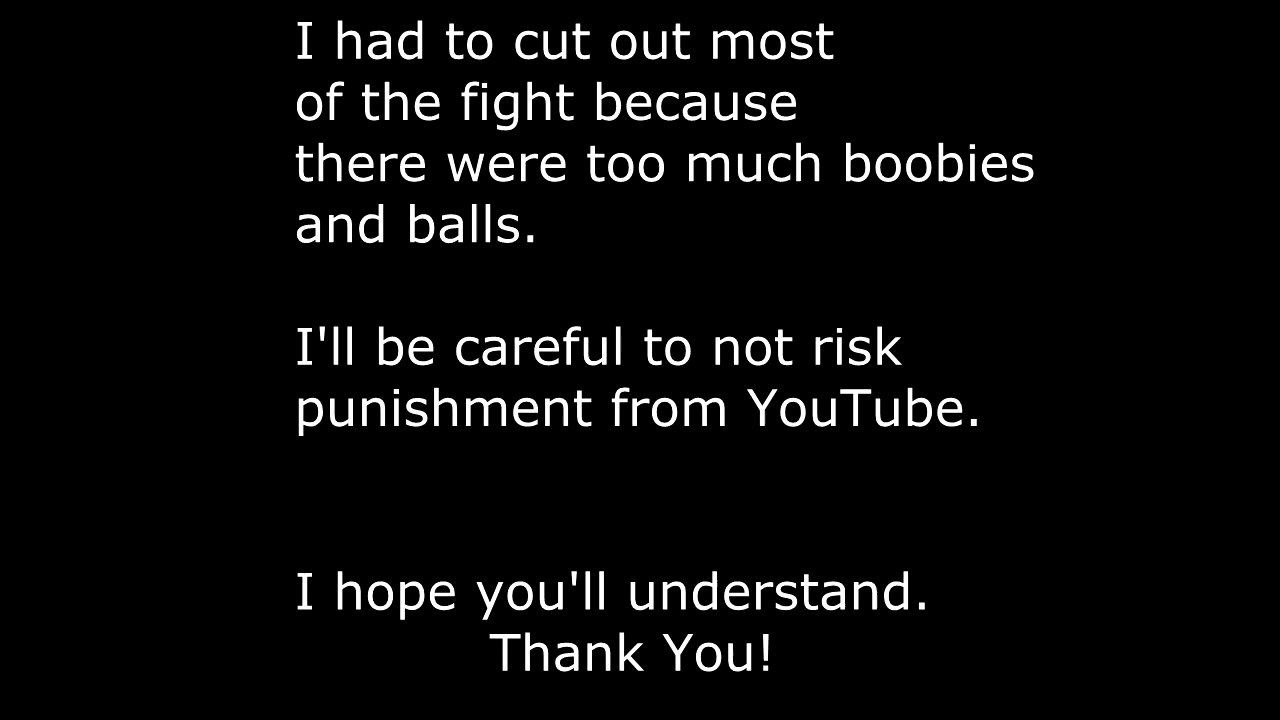 I had to cut out most
of the fight because
there were too much boobies
and balls.
I'll be careful to not risk
punishment from YouTube.
I hope you'll understand.
Thank You!